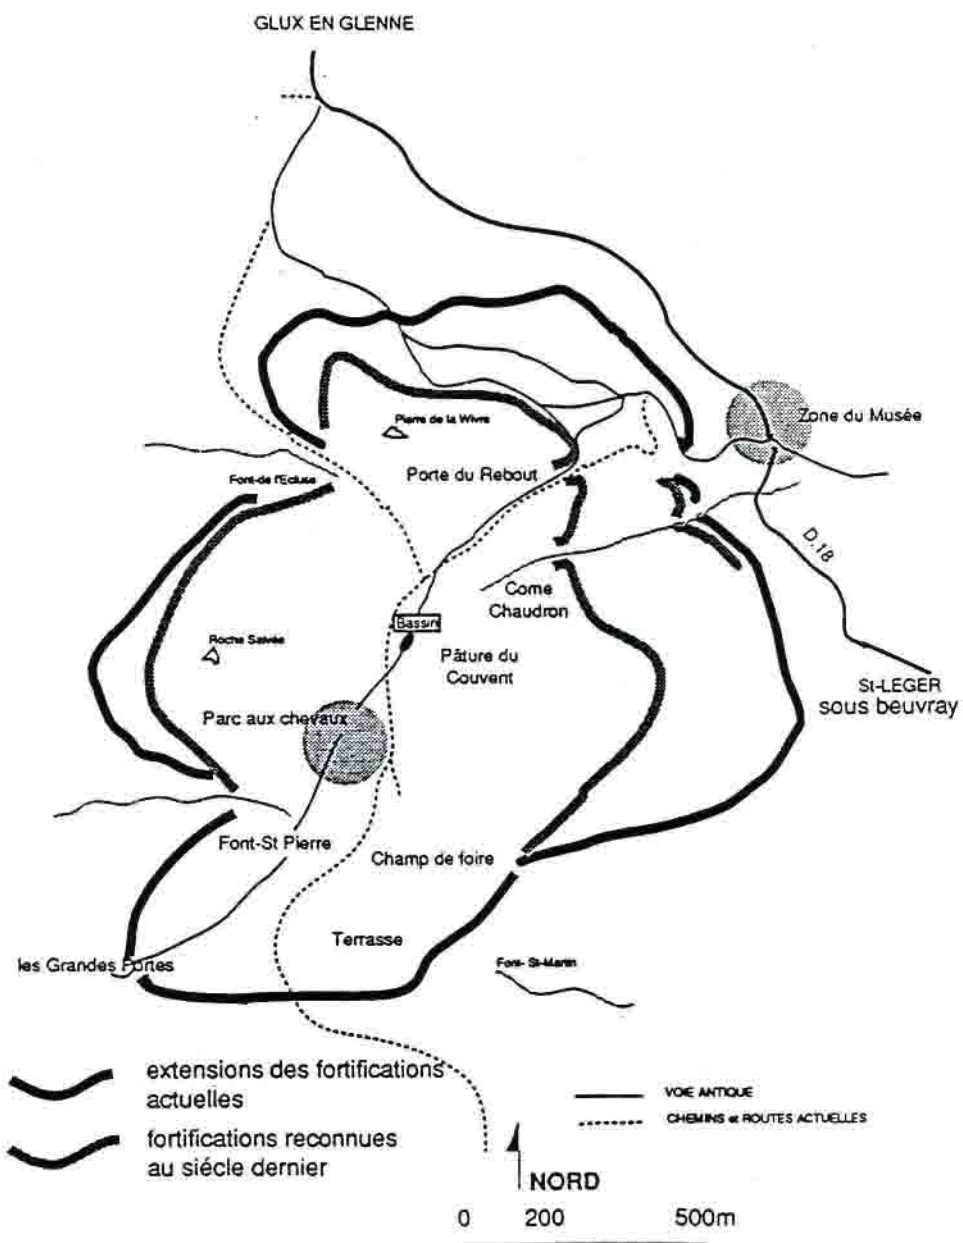 GLUX EN GLENNE
Zone du Musée
Pierre de la Wivre
Porte du Rebout
Font-de l'Ecluse
D.18
Come
Chaudron
Bassin
Roche Salvée
Pâture du
Couvent
St-LEGER
sous beuvray
Parc aux chevaux
Font-St Pierre
Champ de foire
Terrasse
les Grandes Portes
Font- St-Martin
extensions des fortifications
actuelles
VOIE ANTIQUE
CHEMINS et ROUTES ACTUELLES
fortifications reconnues
au siécle dernier
NORD
0 200 500m